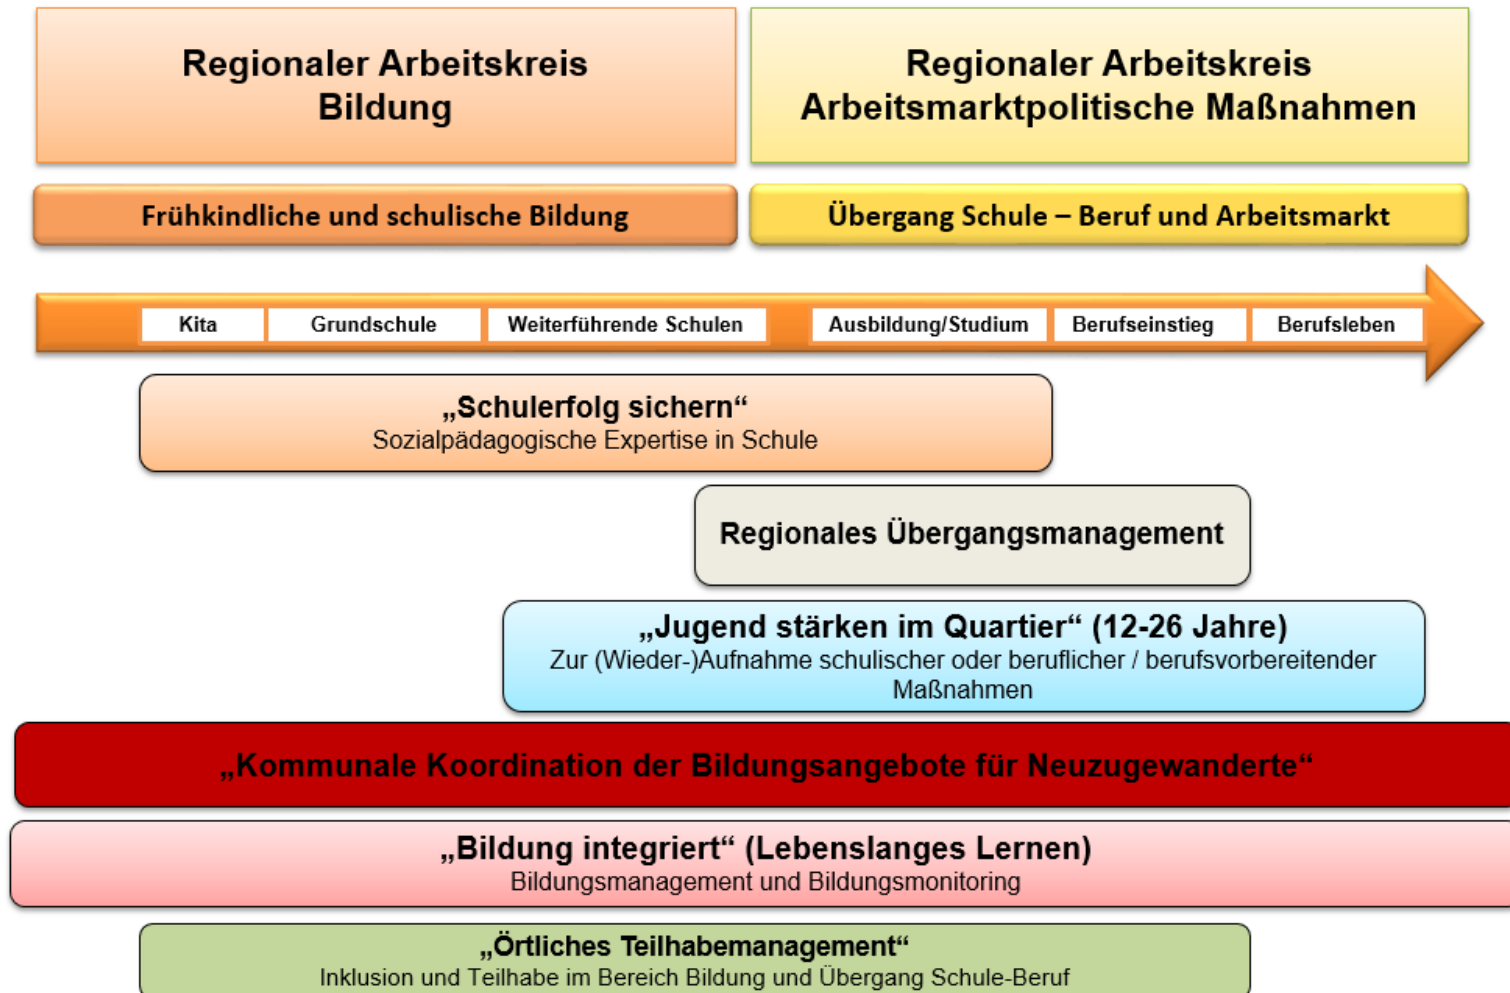 Regionaler Arbeitskreis
Bildung
Regionaler Arbeitskreis
Arbeitsmarktpolitische Maßnahmen
Frühkindliche und schulische Bildung
Übergang Schule – Beruf und Arbeitsmarkt
Kita
Grundschule
Weiterführende Schulen
Ausbildung/Studium
Berufseinstieg
Berufsleben
„Schulerfolg sichern“
Sozialpädagogische Expertise in Schule
Regionales Übergangsmanagement
„Jugend stärken im Quartier“ (12-26 Jahre)
Zur (Wieder-)Aufnahme schulischer oder beruflicher / berufsvorbereitender
Maßnahmen
„Kommunale Koordination der Bildungsangebote für Neuzugewanderte“
„Bildung integriert“ (Lebenslanges Lernen)
Bildungsmanagement und Bildungsmonitoring
„Örtliches Teilhabemanagement“
Inklusion und Teilhabe im Bereich Bildung und Übergang Schule-Beruf